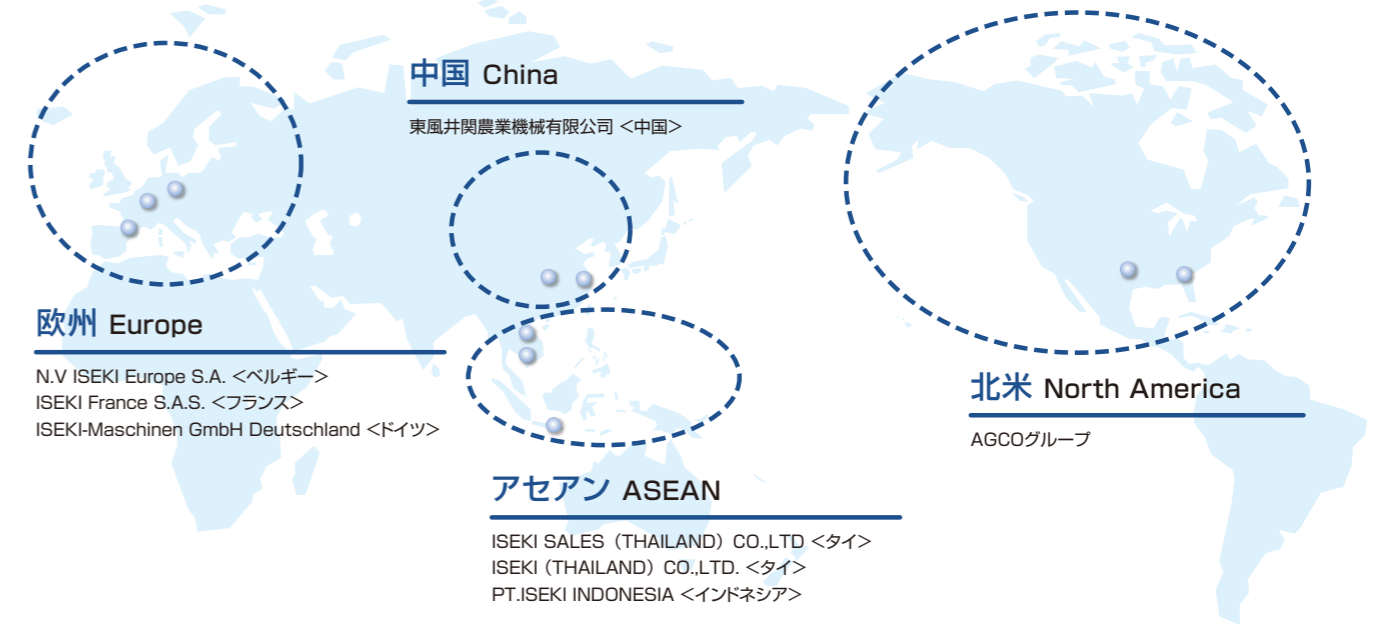 中国 China
東風井関農業機械有限公司 <中国>
欧州 Europe
N.V ISEKI Europe S.A. <ベルギー>
ISEKI France S.A.S. <フランス>
ISEKI-Maschinen GmbH Deutschland <ドイツ>
アセアン ASEAN
ISEKI SALES（THAILAND）CO.,LTD <タイ>
ISEKI（THAILAND）CO.,LTD. <タイ>
PT.ISEKI INDONESIA <インドネシア>
北米 North America
AGCOグループ